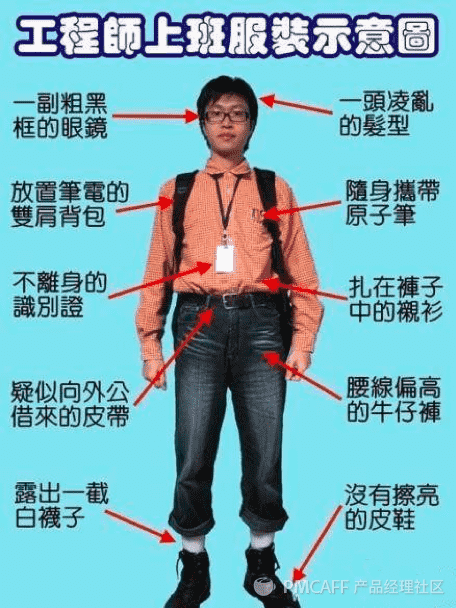 工程師上班服裝示意圖
一副粗黑
框的眼鏡
一頭凌亂
的髮型
放置筆電的
雙肩背包
隨身攜帶
原子筆
不離身的
識別證
扎在褲子
中的襯衫
疑似向外公
借來的皮帶
腰線偏高
的牛仔褲
露出一截
白襪子
沒有擦亮
的皮鞋
PMCAFF 产品经理社区